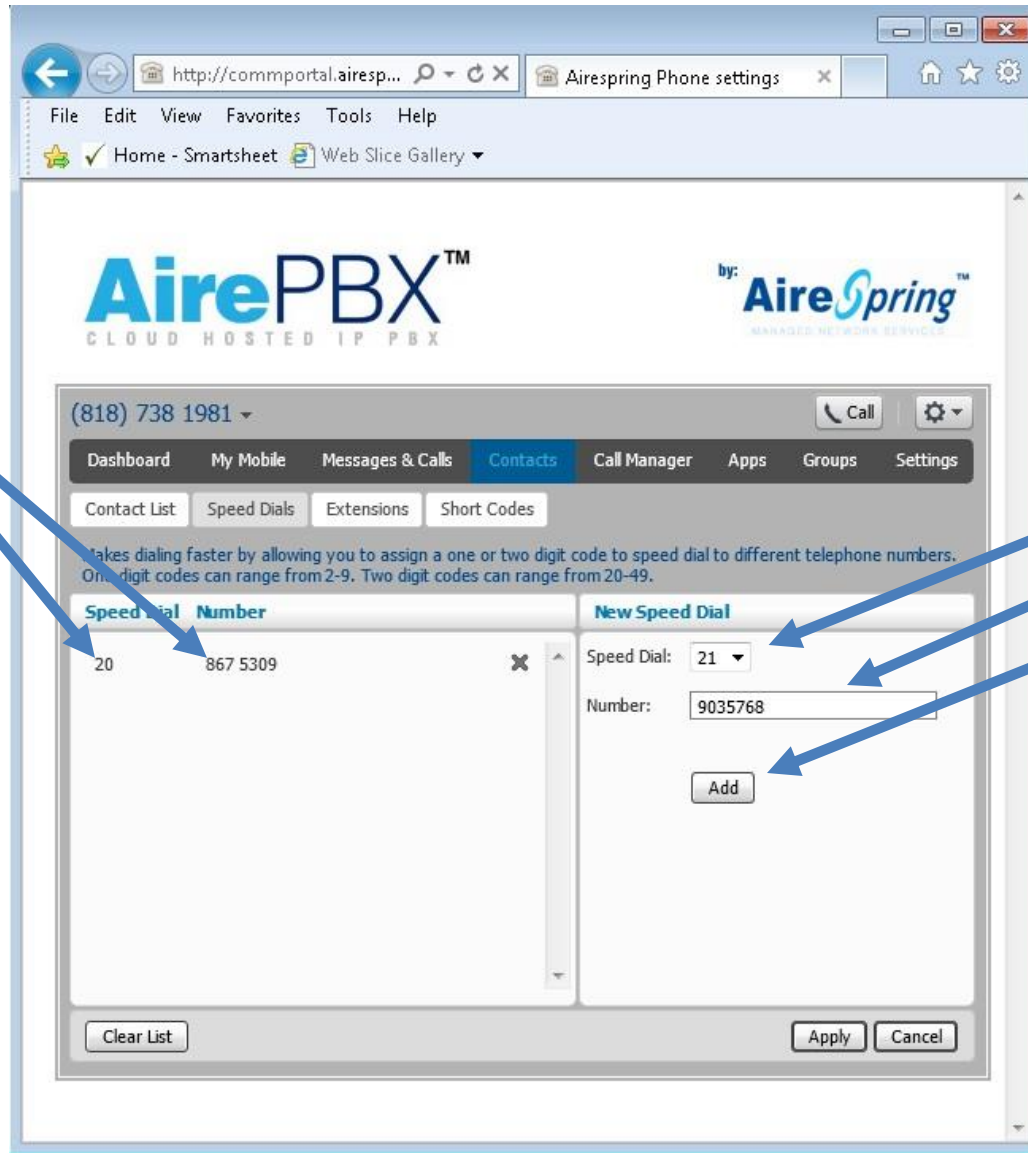 http://commportal.airesp...
Airespring Phone settings
File Edit View Favorites Tools Help
Home - Smartsheet Web Slice Gallery
AirePBX™
CLOUD HOSTED IP PBX
by:
AireSpring™
MANAGED NETWORK SERVICES
(818) 738 1981
Call
Dashboard My Mobile Messages & Calls Contacts Call Manager Apps Groups Settings
Contact List Speed Dials Extensions Short Codes
Makes dialing faster by allowing you to assign a one or two digit code to speed dial to different telephone numbers.
One digit codes can range from 2-9. Two digit codes can range from 20-49.
Speed Dial Number
20 867 5309
New Speed Dial
Speed Dial: 21
Number: 9035768
Add
Clear List
Apply Cancel